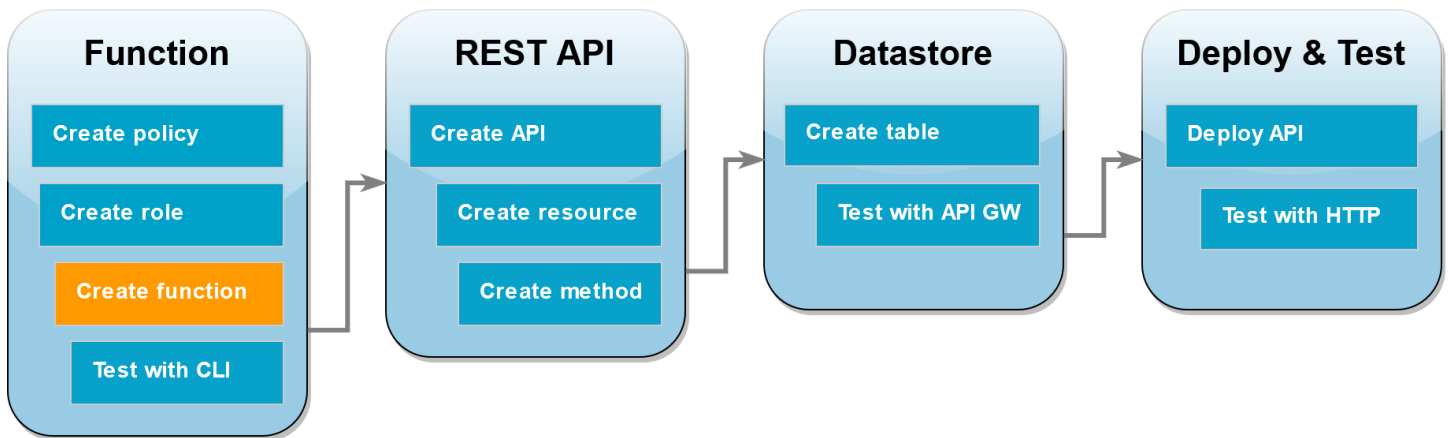 Function
Create policy
Create role
Create function
Test with CLI
REST API
Create API
Create resource
Create method
Datastore
Create table
Test with API GW
Deploy & Test
Deploy API
Test with HTTP